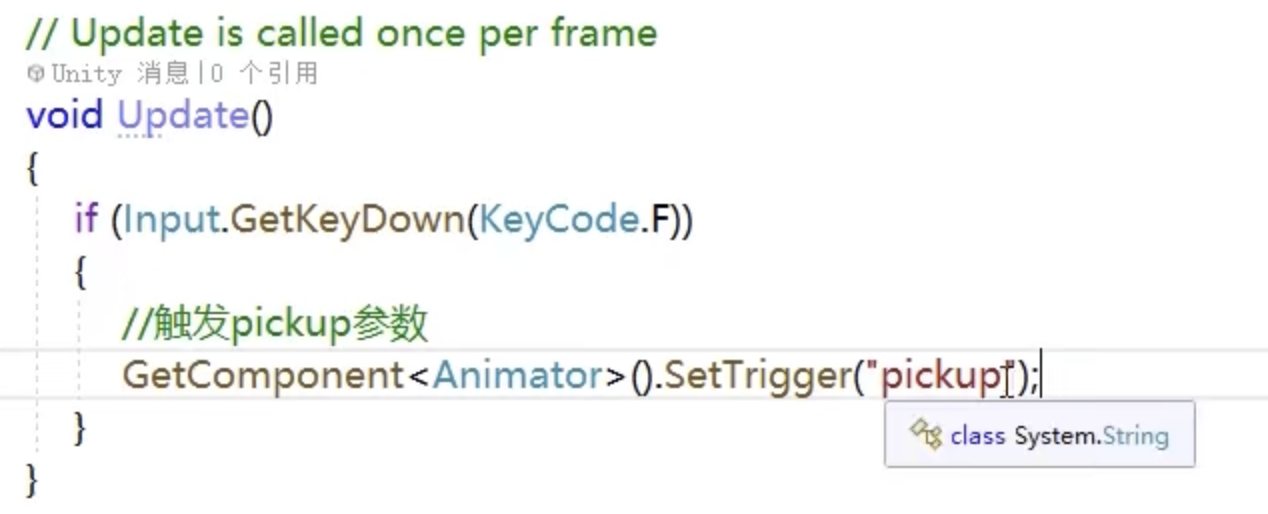 // Update is called once per frame
Unity 消息|0 个引用
void Update()
{
if (Input.GetKeyDown(KeyCode.F))
{
//触发pickup参数
GetComponent<Animator>().SetTrigger("pickup");
class System.String
}
}